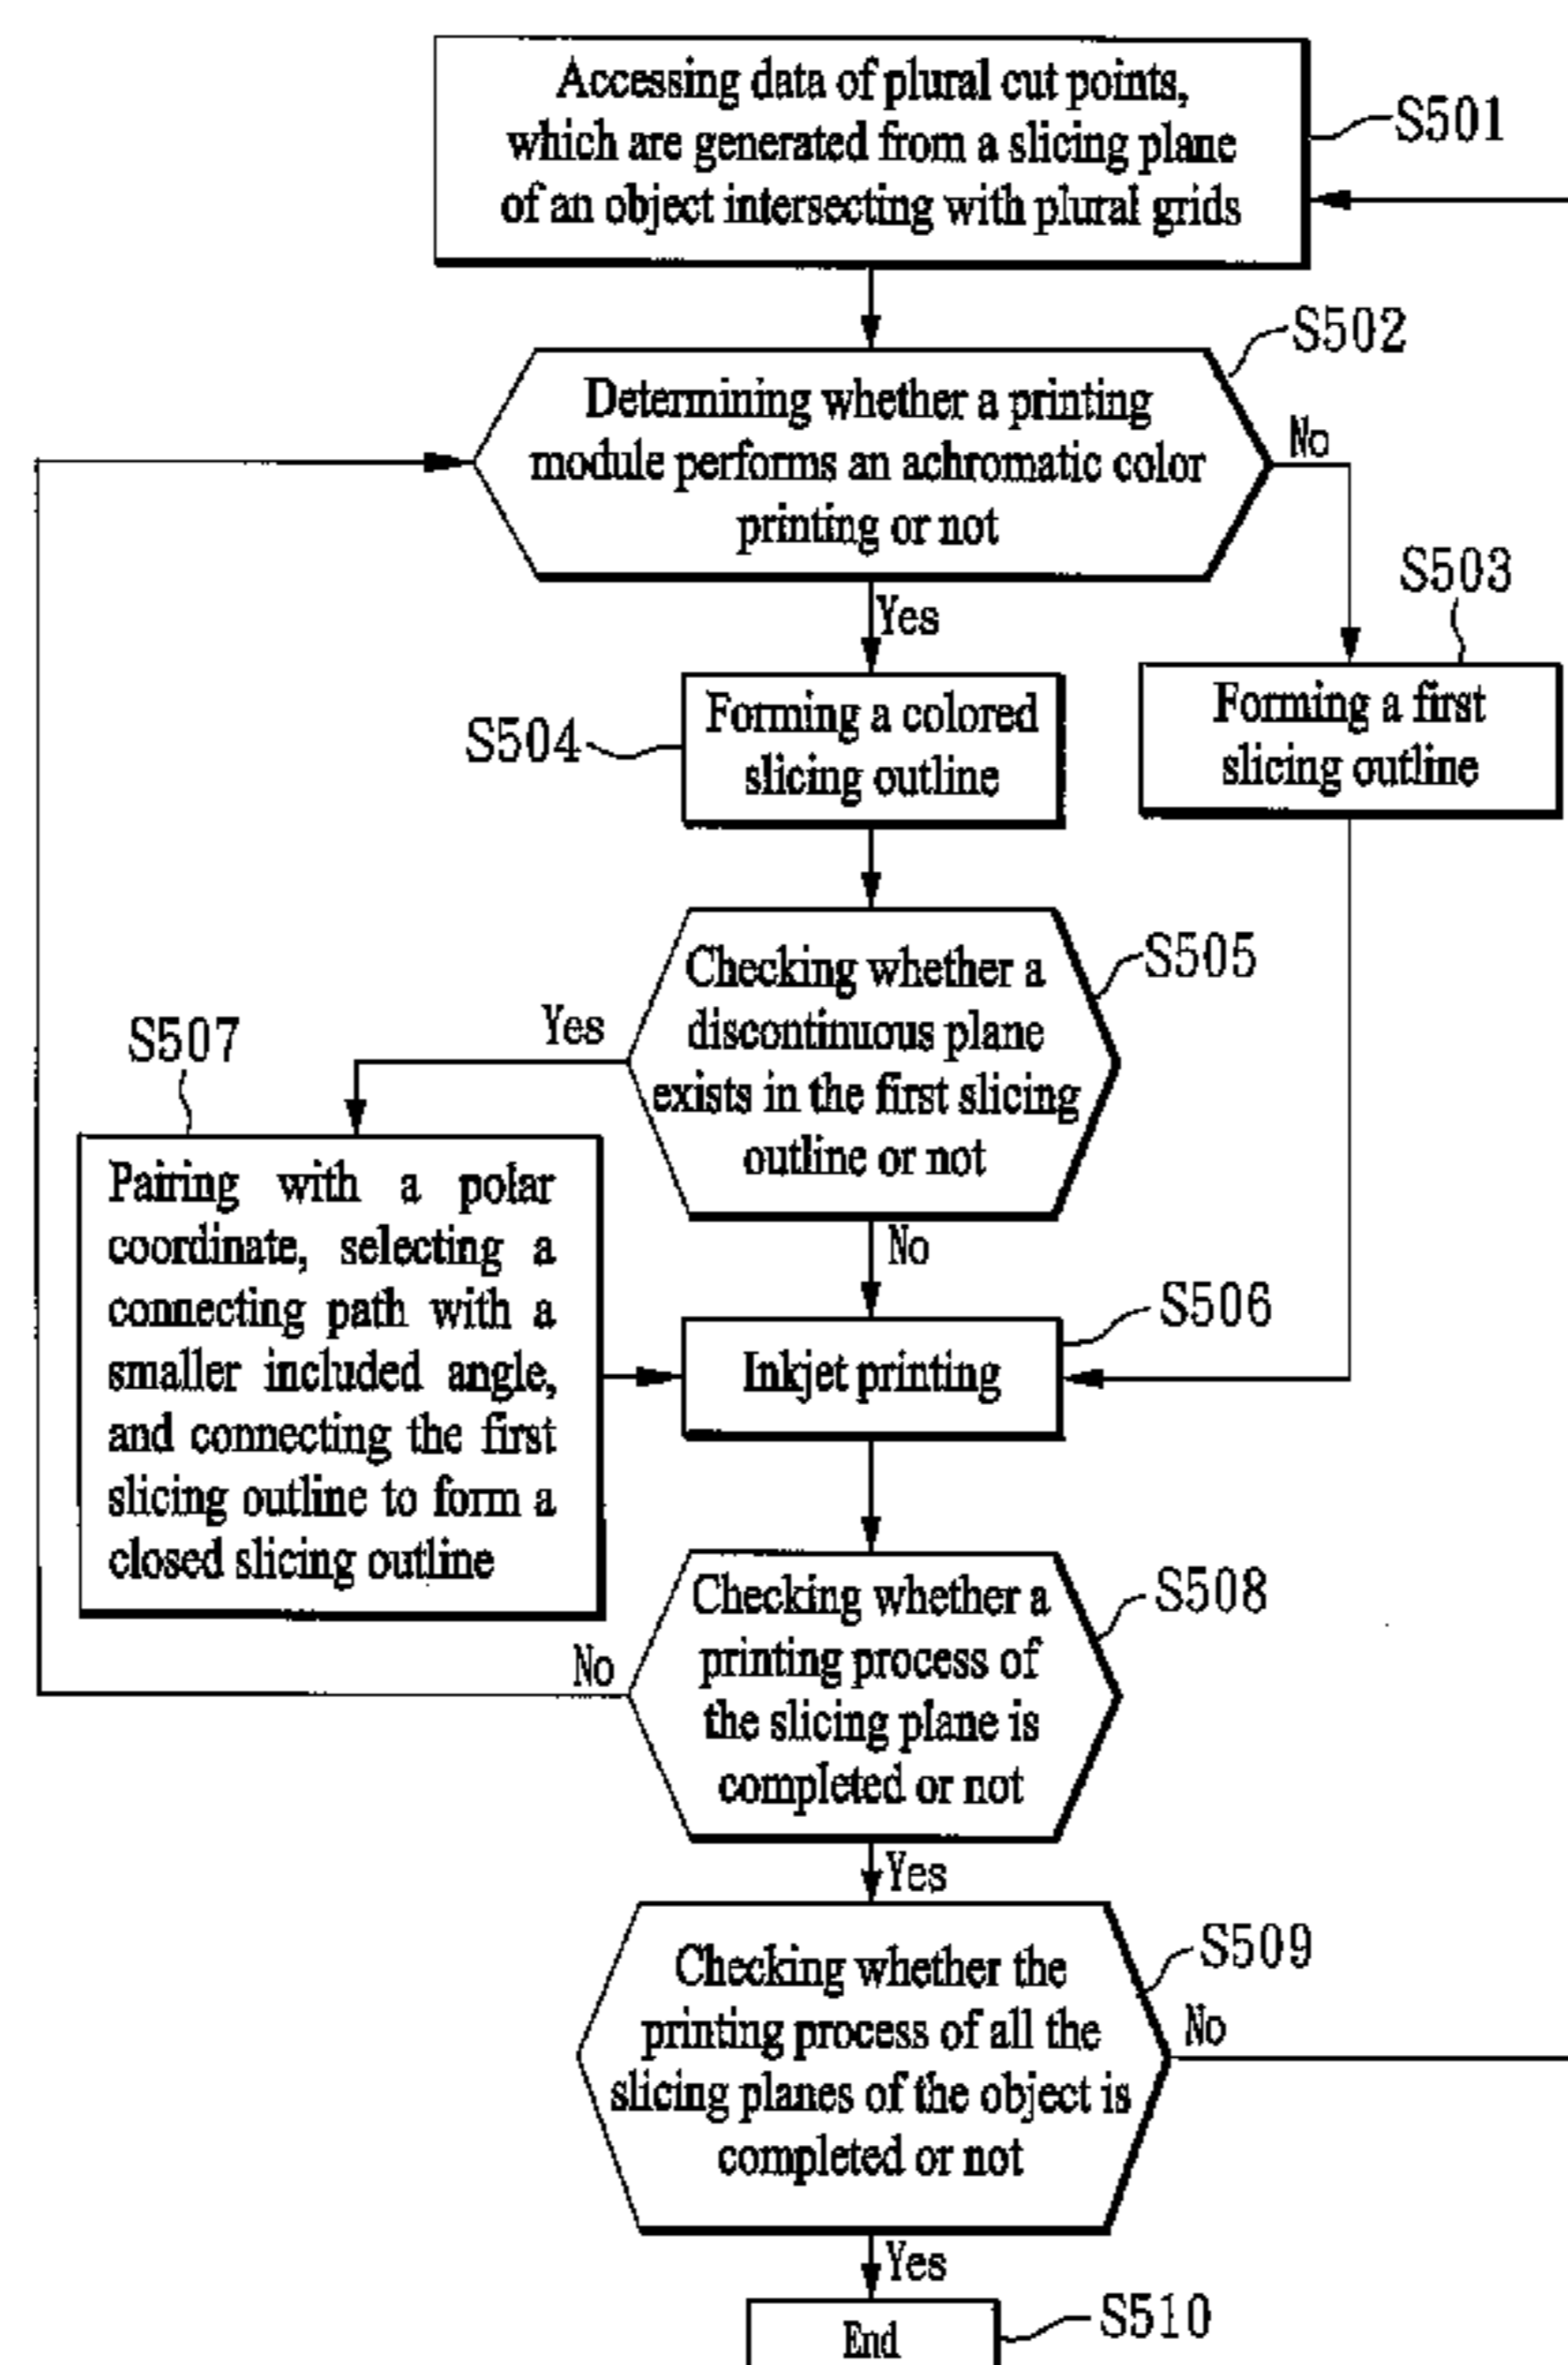 Accessing data of plural cut points,
which are generated from a slicing plane
of an object intersecting with plural grids
S501
S502
Determining whether a printing
module performs an achromatic color
printing or not
No
Yes
S503
Forming a first
slicing outline
S504
Forming a colored
slicing outline
S505
Checking whether a
discontinuous plane
exists in the first slicing
outline or not
Yes
No
S507
Pairing with a polar
coordinate, selecting a
connecting path with a
smaller included angle,
and connecting the first
slicing outline to form a
closed slicing outline
S506
Inkjet printing
S508
Checking whether a
printing process of
the slicing plane is
completed or not
No
Yes
S509
Checking whether the
printing process of all the
slicing planes of the object is
completed or not
No
Yes
S510
End